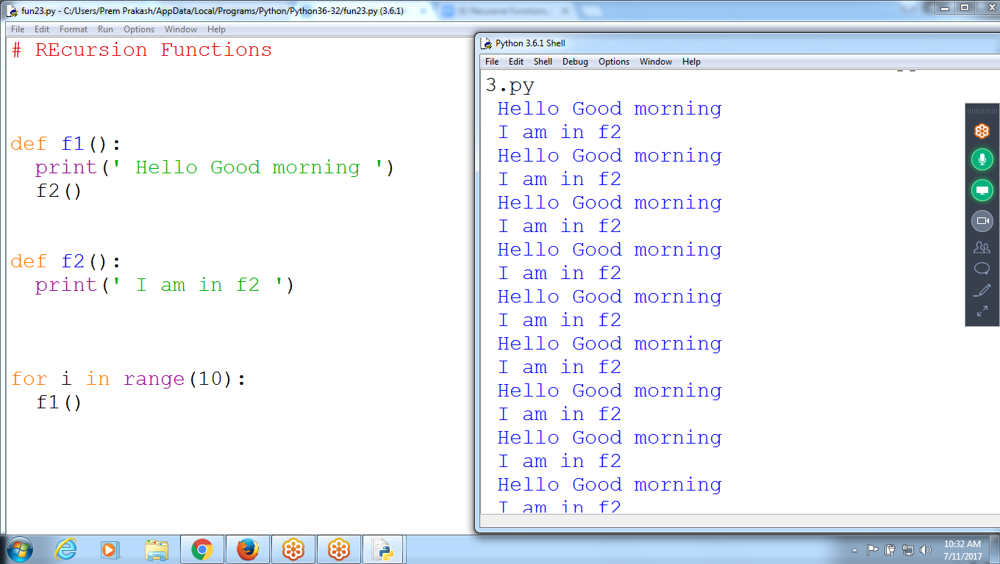 fun23.py - C:/Users/Prem Prakash/AppData/Local/Programs/Python/Python36-32/fun23.py (3.6.1)
File Edit Format Run Options Window Help
# REcursion Functions
def f1():
print(' Hello Good morning ')
f2()
def f2():
print(' I am in f2 ')
for i in range(10):
f1()
Python 3.6.1 Shell
File Edit Shell Debug Options Window Help
3.py
Hello Good morning
I am in f2
Hello Good morning
I am in f2
Hello Good morning
I am in f2
Hello Good morning
I am in f2
Hello Good morning
I am in f2
Hello Good morning
I am in f2
Hello Good morning
I am in f2
Hello Good morning
I am in f2
Hello Good morning
I am in f2
10:32 AM
7/11/2017